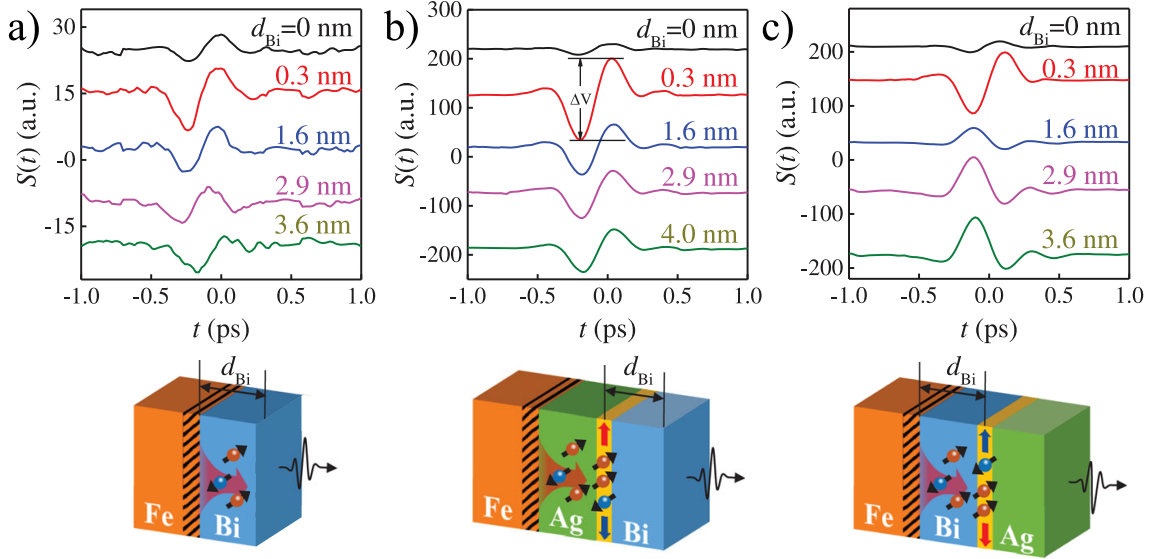 a)
S(t) (a.u.)
30
15
-0
-15
d_Bi=0 nm
0.3 nm
1.6 nm
2.9 nm
3.6 nm
-1.0 -0.5 0.0 0.5 1.0
t (ps)
b)
S(t) (a.u.)
300
200
100
0
-100
-200
d_Bi=0 nm
ΔV
0.3 nm
1.6 nm
2.9 nm
4.0 nm
-1.0 -0.5 0.0 0.5 1.0
t (ps)
c)
S(t) (a.u.)
200
100
0
-100
-200
d_Bi=0 nm
0.3 nm
1.6 nm
2.9 nm
3.6 nm
-1.0 -0.5 0.0 0.5 1.0
t (ps)
d_Bi
Fe Bi
d_Bi
Fe Ag Bi
d_Bi
Fe Bi Ag